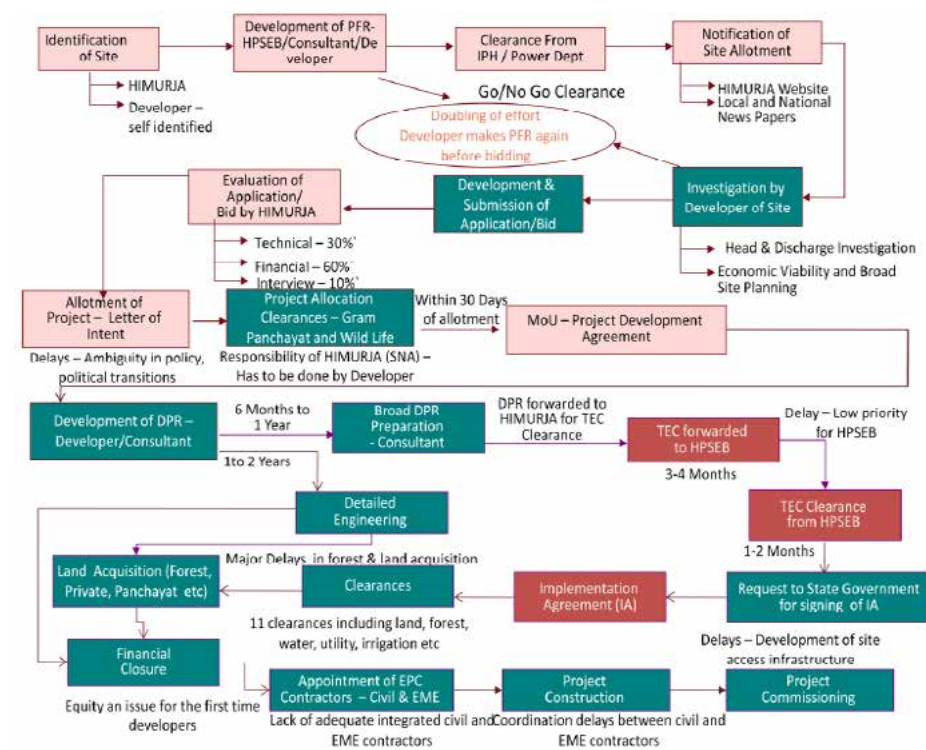 Identification
of Site
Development of PFR-
HPSEB/Consultant/De
veloper
Clearance From
IPH / Power Dept
Notification of
Site Allotment
HIMURJA
Developer –
self identified
Go/No Go Clearance
HIMURJA Website
Local and National
News Papers
Doubling of effort
Developer makes PFR again
before bidding
Evaluation of
Application/
Bid by HIMURJA
Development &
Submission of
Application/Bid
Investigation by
Developer of Site
Technical – 30%`
Financial – 60%`
Interview – 10%`
Head & Discharge Investigation
Economic Viability and Broad
Site Planning
Allotment of
Project – Letter of
Intent
Project Allocation
Clearances – Gram
Panchayat and Wild Life
Within 30 Days
of allotment
MoU – Project Development
Agreement
Delays – Ambiguity in policy,
political transitions
Responsibility of HIMURJA (SNA) –
Has to be done by Developer
Development of DPR –
Developer/Consultant
6 Months to
1 Year
Broad DPR
Preparation
- Consultant
DPR forwarded to
HIMURJA for TEC
Clearance
TEC forwarded
to HPSEB
Delay – Low priority
for HPSEB
1to 2 Years
3-4 Months
Detailed
Engineering
TEC Clearance
from HPSEB
1-2 Months
Major Delays in forest & land acquisition
Land Acquisition (Forest,
Private, Panchayat etc)
Clearances
Implementation
Agreement (IA)
Request to State Government
for signing of IA
11 clearances including land, forest,
water, utility, irrigation etc
Delays – Development of site
access infrastructure
Financial
Closure
Appointment of EPC
Contractors – Civil & EME
Project
Construction
Project
Commissioning
Equity an issue for the first time
developers
Lack of adequate integrated civil and
EME contractors
Coordination delays between civil and
EME contractors